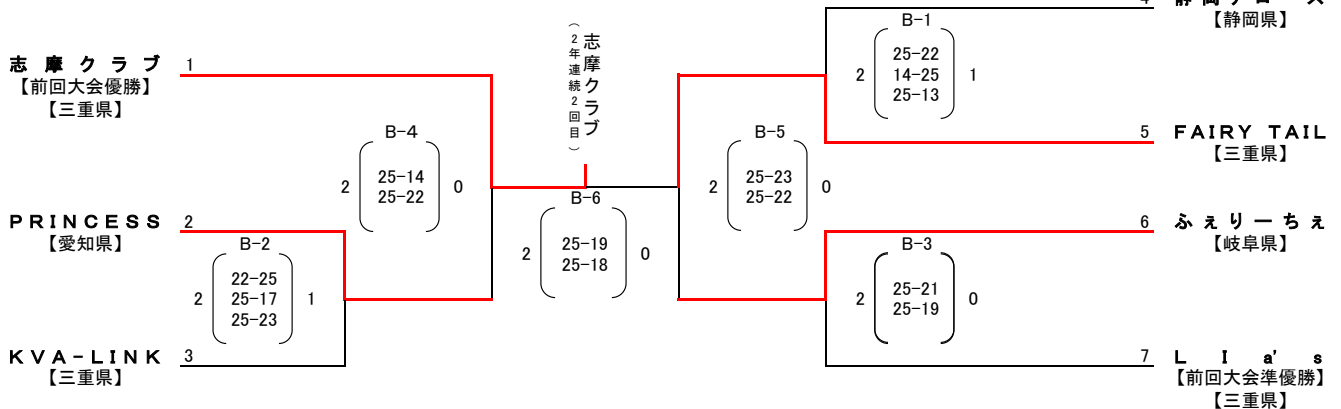 志摩クラブ 1
【前回大会優勝】
【三重県】
B-4
2 25-14 0
25-22
PRINCESS 2
【愛知県】
B-2
22-25
2 25-17 1
25-23
KVA-LINK 3
【三重県】
志摩クラブ
(2年連続2回目)
B-6
2 25-19 0
25-18
【静岡県】
B-1
25-22
2 14-25 1
25-13
5 FAIRY TAIL
【三重県】
B-5
2 25-23 0
25-22
6 ふぇりーちぇ
【岐阜県】
B-3
2 25-21 0
25-19
7 L I a's
【前回大会準優勝】
【三重県】